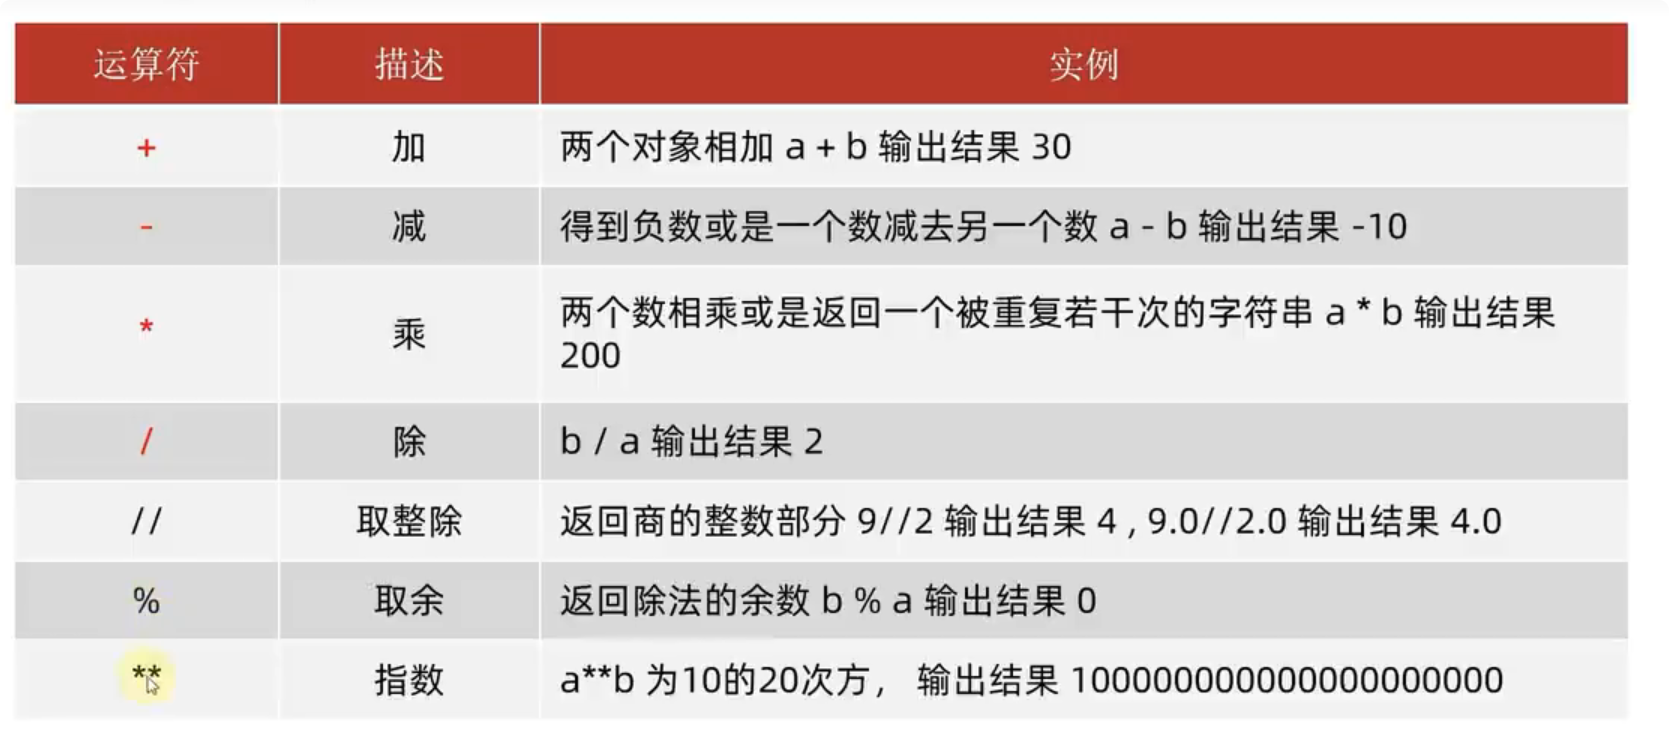 运算符 描述 实例
+ 加 两个对象相加 a + b 输出结果 30
- 减 得到负数或是一个数减去另一个数 a - b 输出结果 -10
* 乘 两个数相乘或是返回一个被重复若干次的字符串 a * b 输出结果
200
/ 除 b / a 输出结果 2
// 取整除 返回商的整数部分 9//2 输出结果 4 , 9.0//2.0 输出结果 4.0
% 取余 返回除法的余数 b % a 输出结果 0
** 指数 a**b 为10的20次方， 输出结果 100000000000000000000